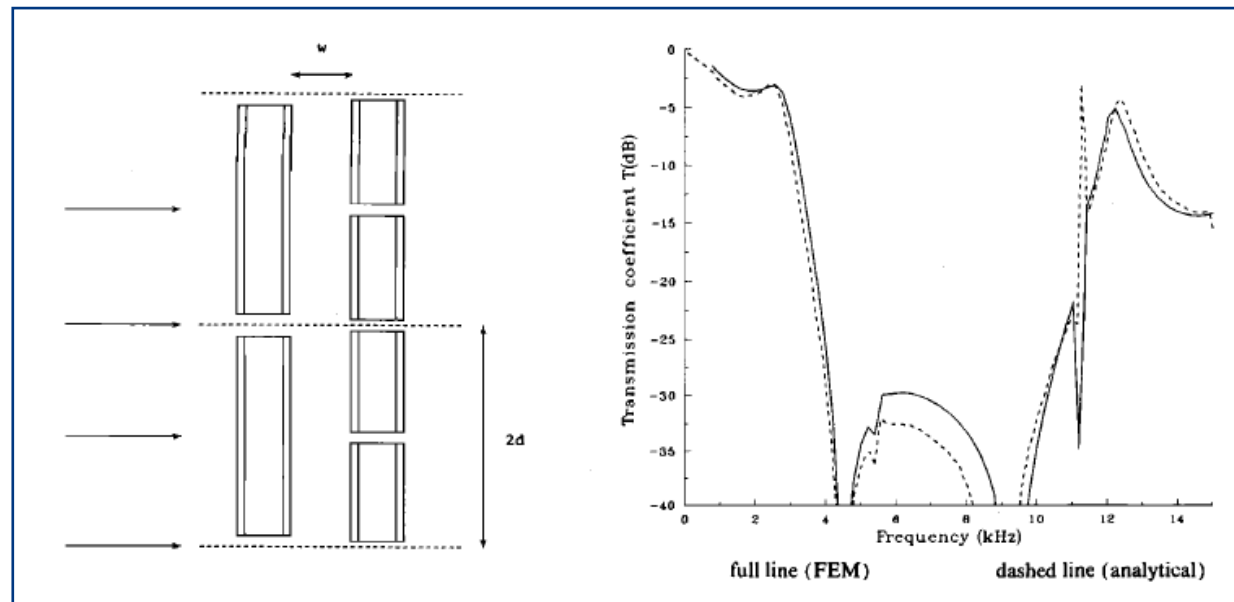 w
2d
Transmission coefficient T(dB)
0
-5
-10
-15
-20
-25
-30
-35
-40
0 2 4 6 8 10 12 14
Frequency (kHz)
full line (FEM) dashed line (analytical)